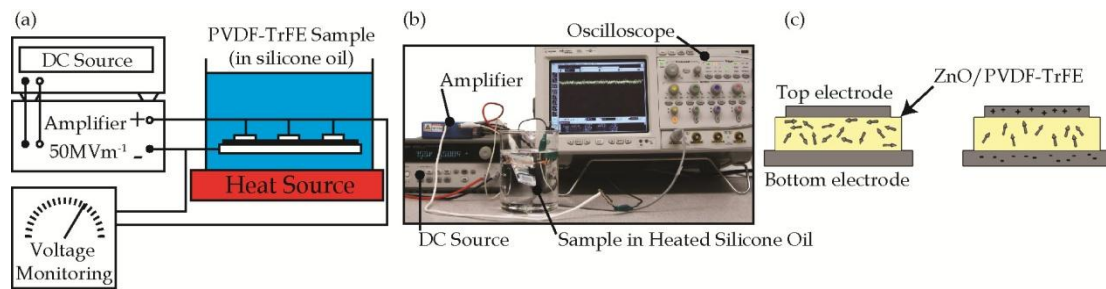 (a)
DC Source
Amplifier +
50MVm⁻¹ -
Voltage
Monitoring
PVDF-TrFE Sample
(in silicone oil)
Heat Source
(b)
Oscilloscope
Amplifier
DC Source
Sample in Heated Silicone Oil
(c)
ZnO/PVDF-TrFE
Top electrode
Bottom electrode